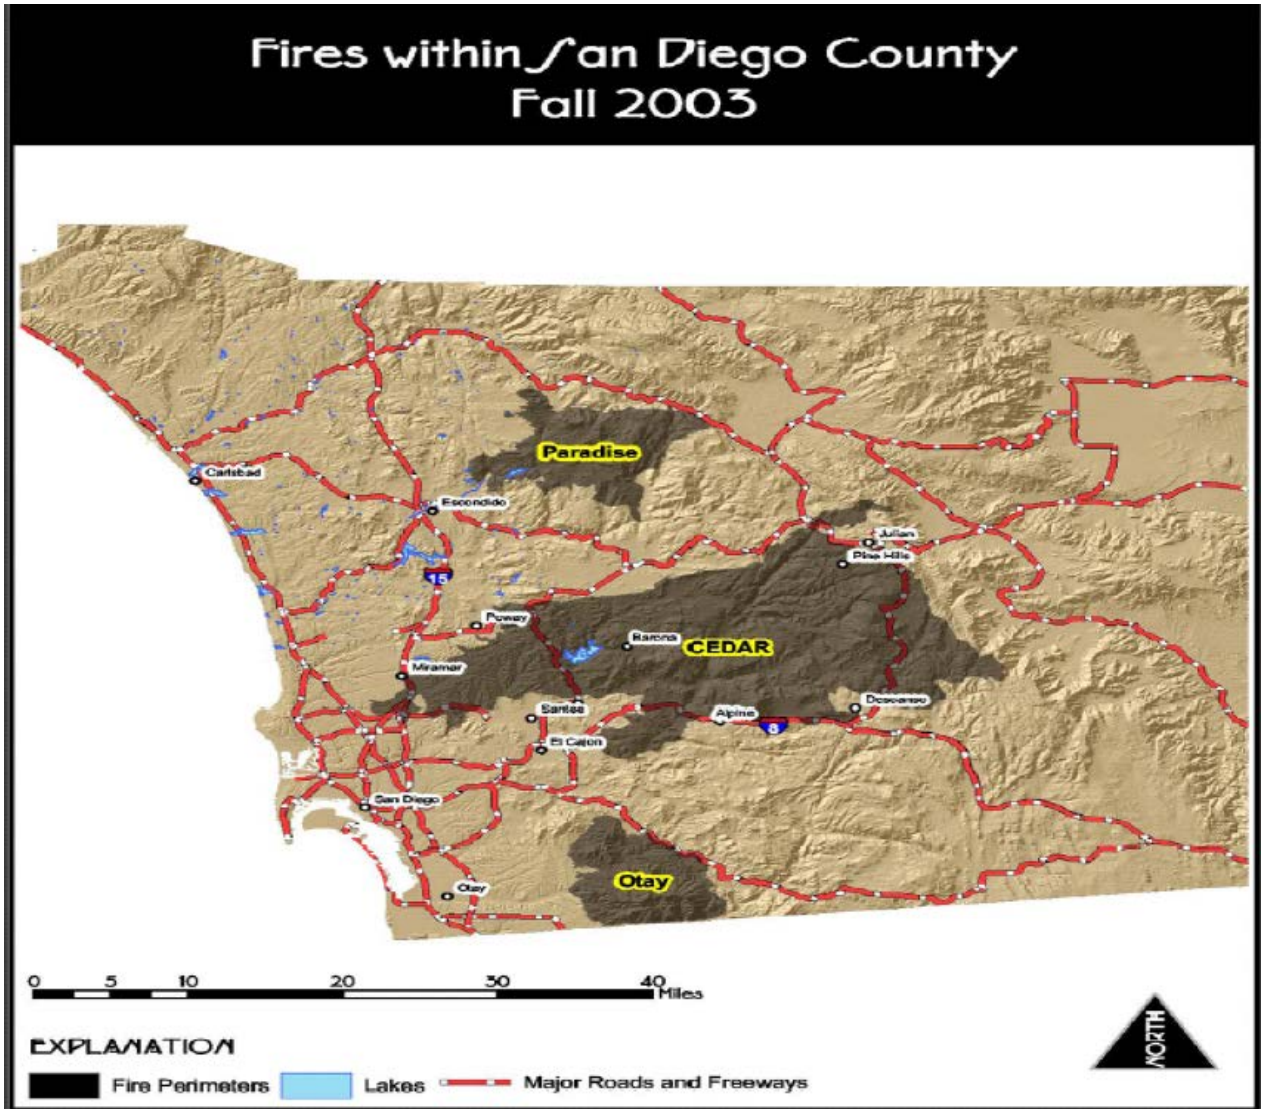 Fires within San Diego County
Fall 2003
Paradise
Carlsbad
Escondido
Julian
Pine Hills
15
Poway
Barona
CEDAR
Miramar
Descanso
Santee
Alpine
8
El Cajon
San Diego
Otay
Otay
0 5 10 20 30 40
Miles
NORTH
EXPLANATION
Fire Perimeters Lakes Major Roads and Freeways